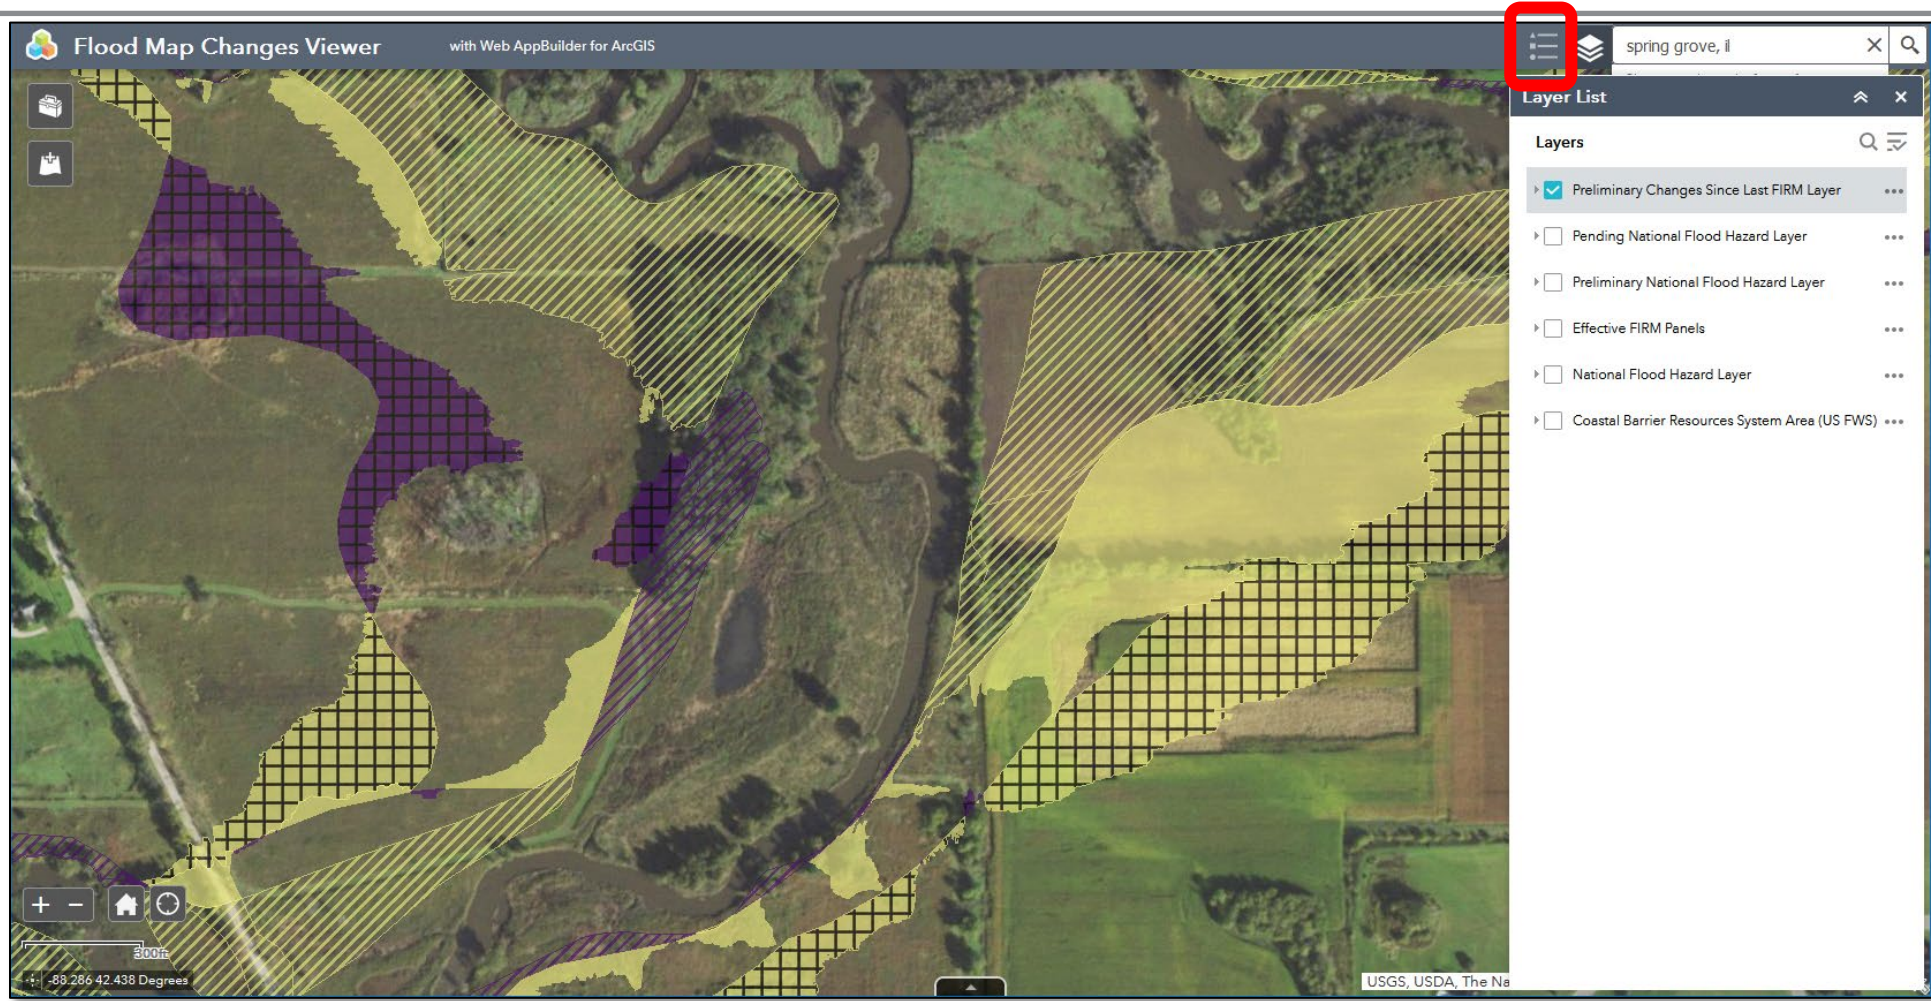 Flood Map Changes Viewer
with Web AppBuilder for ArcGIS
spring grove, il
Layer List
Layers
Preliminary Changes Since Last FIRM Layer
Pending National Flood Hazard Layer
Preliminary National Flood Hazard Layer
Effective FIRM Panels
National Flood Hazard Layer
Coastal Barrier Resources System Area (US FWS)
300ft
-88.286 42.438 Degrees
USGS, USDA, The Na